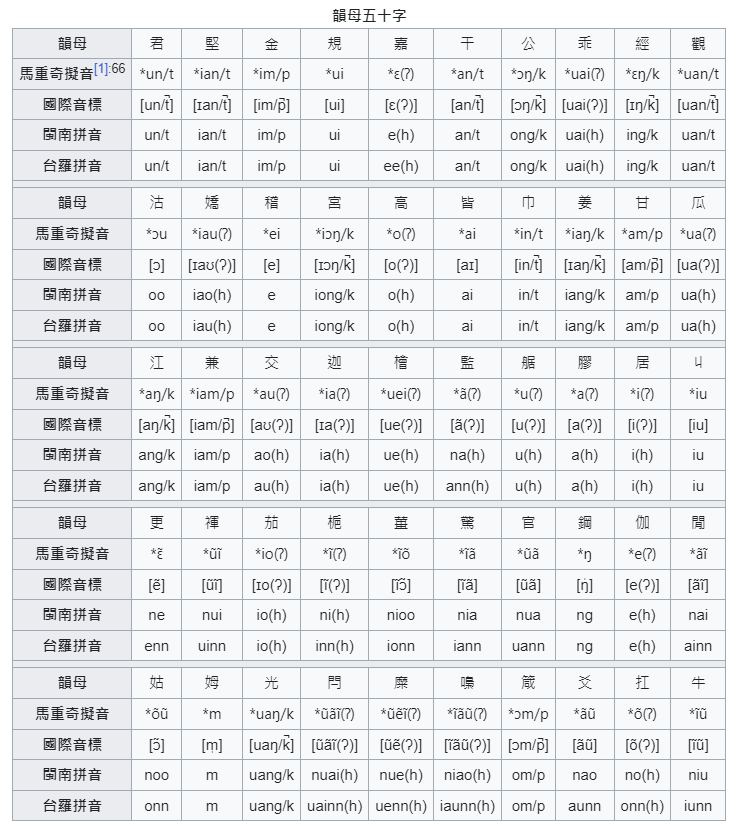 韻母五十字
韻母 君 堅 金 規 嘉 干 公 乖 經 觀
馬重奇擬音[1]:66 *un/t *ian/t *im/p *ui *ɛ(ʔ) *an/t *ɔŋ/k *uai(ʔ) *ɛŋ/k *uan/t
國際音標 [un/t̚] [ɪan/t̚] [im/p̚] [ui] [ɛ(ʔ)] [an/t̚] [ɔŋ/k̚] [uai(ʔ)] [ɪŋ/k̚] [uan/t̚]
閩南拼音 un/t ian/t im/p ui e(h) an/t ong/k uai(h) ing/k uan/t
台羅拼音 un/t ian/t im/p ui ee(h) an/t ong/k uai(h) ing/k uan/t
韻母 沽 嬌 稽 宮 高 皆 巾 姜 甘 瓜
馬重奇擬音 *ɔu *iau(ʔ) *ei *iɔŋ/k *o(ʔ) *ai *in/t *iaŋ/k *am/p *ua(ʔ)
國際音標 [ɔ] [ɪaʊ(ʔ)] [e] [ɪɔŋ/k̚] [o(ʔ)] [aɪ] [in/t̚] [ɪaŋ/k̚] [am/p̚] [ua(ʔ)]
閩南拼音 oo iao(h) e iong/k o(h) ai in/t iang/k am/p ua(h)
台羅拼音 oo iau(h) e iong/k o(h) ai in/t iang/k am/p ua(h)
韻母 江 兼 交 迦 檜 監 艍 膠 居 丩
馬重奇擬音 *aŋ/k *iam/p *au(ʔ) *ia(ʔ) *uei(ʔ) *ã(ʔ) *u(ʔ) *a(ʔ) *i(ʔ) *iu
國際音標 [aŋ/k̚] [iam/p̚] [aʊ(ʔ)] [ɪa(ʔ)] [ue(ʔ)] [ã(ʔ)] [u(ʔ)] [a(ʔ)] [i(ʔ)] [iu]
閩南拼音 ang/k iam/p ao(h) ia(h) ue(h) na(h) u(h) a(h) i(h) iu
台羅拼音 ang/k iam/p au(h) ia(h) ue(h) ann(h) u(h) a(h) i(h) iu
韻母 更 褌 茄 梔 薑 驚 官 鋼 伽 閒
馬重奇擬音 *ɛ̃ *ũĩ *io(ʔ) *ĩ(ʔ) *ĩõ *ĩã *ũã *ŋ *e(ʔ) *ãĩ
國際音標 [ẽ] [ũĩ] [ɪo(ʔ)] [ĩ(ʔ)] [ĩɔ̃] [ĩã] [ũã] [ŋ] [e(ʔ)] [ãĩ]
閩南拼音 ne nui io(h) ni(h) nioo nia nua ng e(h) nai
台羅拼音 enn uinn io(h) inn(h) ionn iann uann ng e(h) ainn
韻母 姑 姆 光 閂 糜 嘄 箴 爻 扛 牛
馬重奇擬音 *õũ *m *uaŋ/k *ũãĩ(ʔ) *ũẽĩ(ʔ) *ĩãũ(ʔ) *ɔm/p *ãũ *õ(ʔ) *ĩũ
國際音標 [ɔ̃] [m̩] [uaŋ/k̚] [ũãĩ(ʔ)] [ũẽ(ʔ)] [ĩãũ(ʔ)] [ɔm/p̚] [ãũ] [õ(ʔ)] [ĩũ]
閩南拼音 noo m uang/k nuai(h) nue(h) niao(h) om/p nao no(h) niu
台羅拼音 onn m uang/k uainn(h) uenn(h) iaunn(h) om/p aunn onn(h) iunn